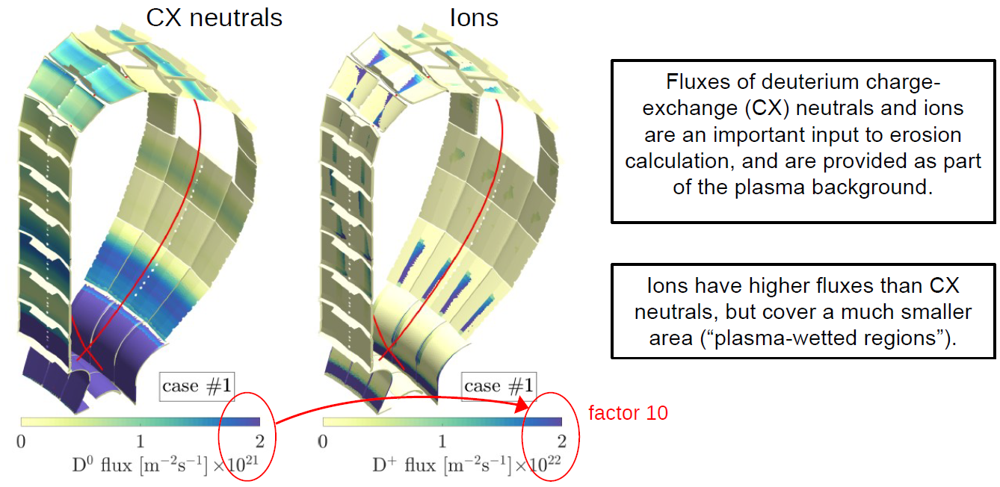 CX neutrals
Ions
Fluxes of deuterium charge-
exchange (CX) neutrals and ions
are an important input to erosion
calculation, and are provided as part
of the plasma background.
Ions have higher fluxes than CX
neutrals, but cover a much smaller
area (“plasma-wetted regions”).
case #1
case #1
factor 10
0 1 2
D⁰ flux [m⁻²s⁻¹]×10²¹
0 1 2
D⁺ flux [m⁻²s⁻¹]×10²²